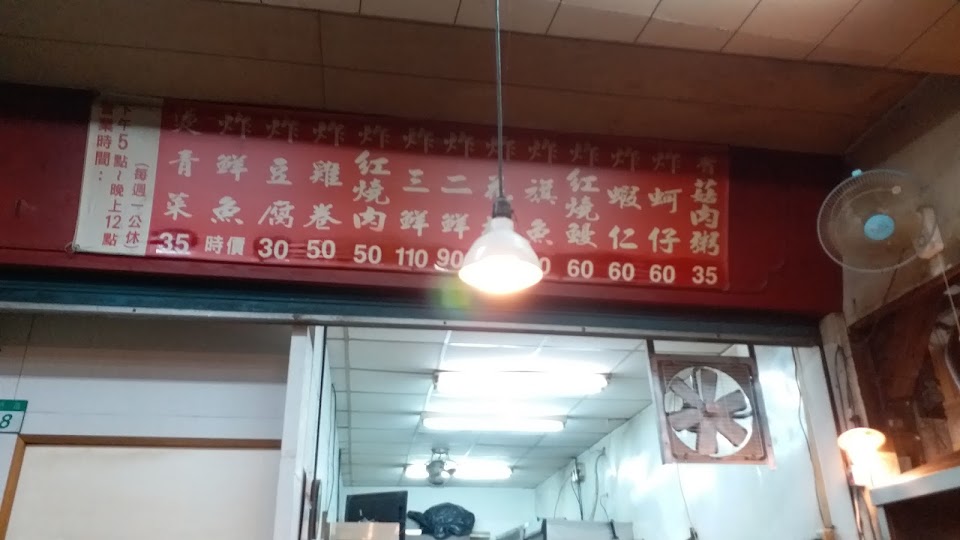 香菇肉粥 35
炸蚵仔 60
炸蝦仁 60
炸紅燒 60
炸旗魚
炸
炸二鮮 90
炸三鮮 110
炸紅燒肉 50
炸雞卷 50
炸豆腐 30
炸鮮魚 時價
燙青菜 35
(每週一公休)
下午5點~晚上12點
營業時間:
8